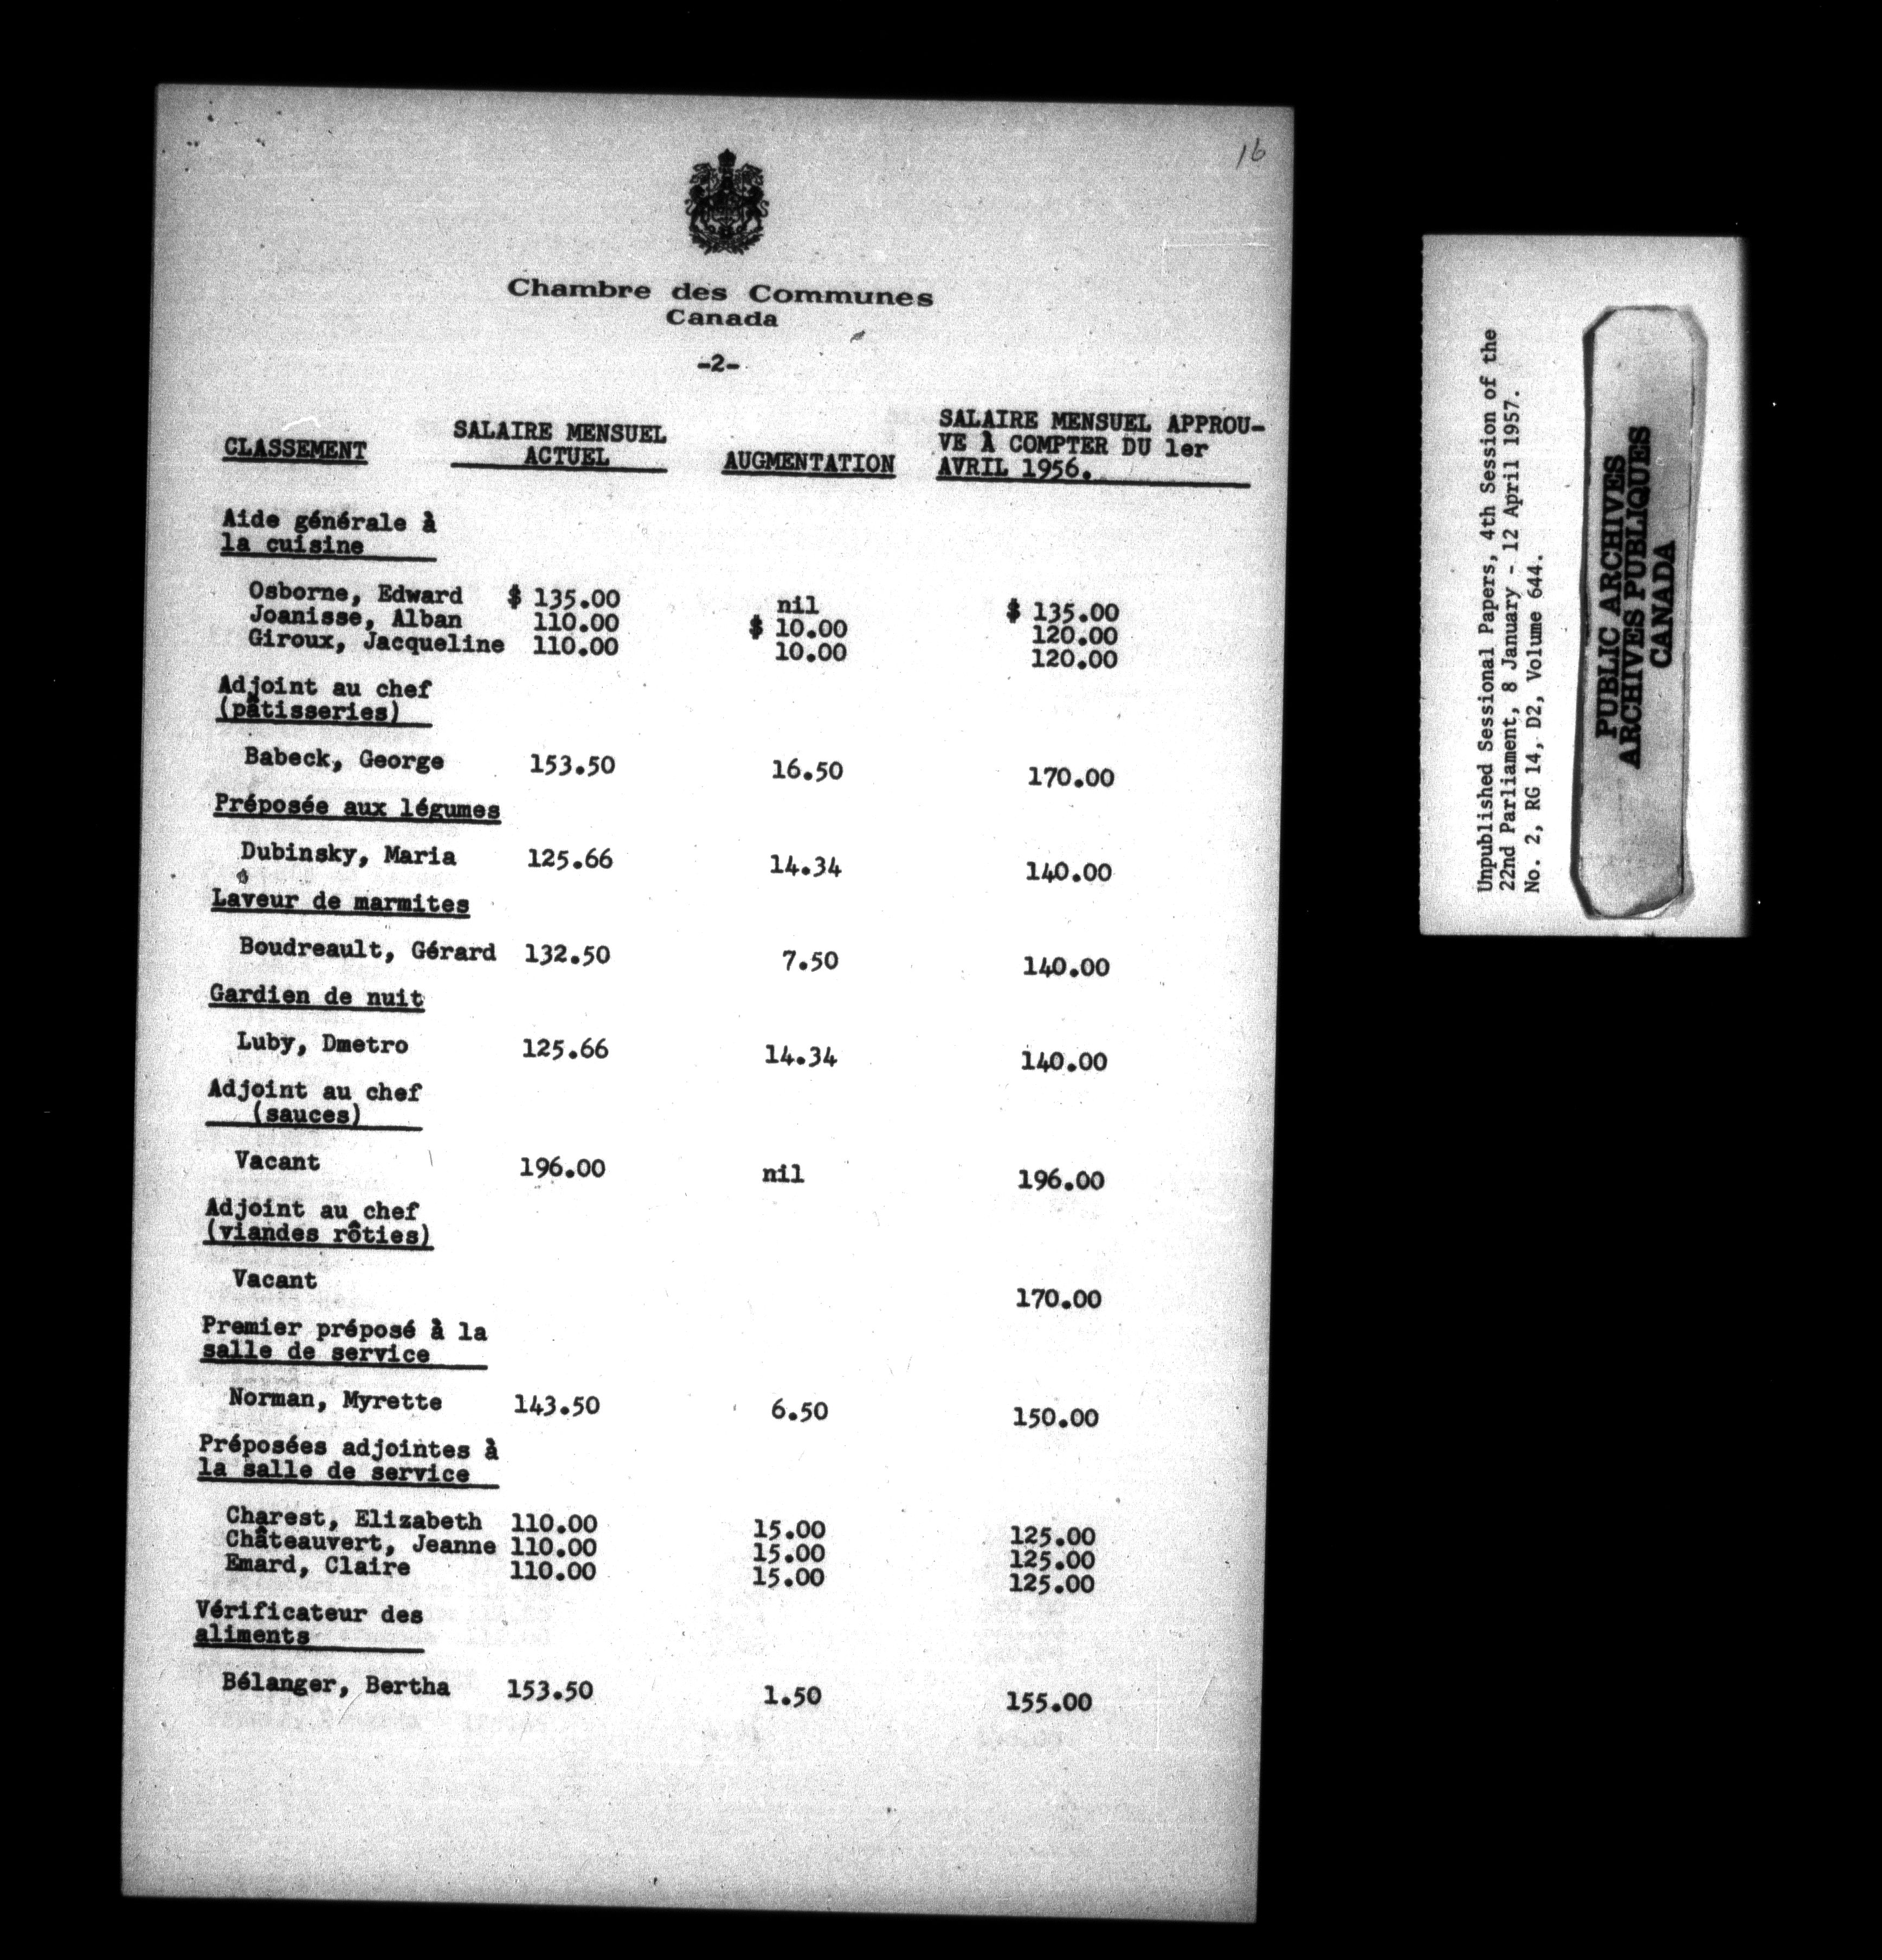 16
Chambre des Communes
Canada
-2-
CLASSEMENT SALAIRE MENSUEL ACTUEL AUGMENTATION SALAIRE MENSUEL APPROU-
VE À COMPTER DU 1er
AVRIL 1956.
Aide générale à
la cuisine
Osborne, Edward $ 135.00 nil $ 135.00
Joanisse, Alban 110.00 $ 10.00 120.00
Giroux, Jacqueline 110.00 10.00 120.00
Adjoint au chef
(pâtisseries)
Babeck, George 153.50 16.50 170.00
Préposée aux légumes
Dubinsky, Maria 125.66 14.34 140.00
Laveur de marmites
Boudreault, Gérard 132.50 7.50 140.00
Gardien de nuit
Luby, Dmetro 125.66 14.34 140.00
Adjoint au chef
(sauces)
Vacant 196.00 nil 196.00
Adjoint au chef
(viandes rôties)
Vacant 170.00
Premier préposé à la
salle de service
Norman, Myrette 143.50 6.50 150.00
Préposées adjointes à
la salle de service
Charest, Elizabeth 110.00 15.00 125.00
Châteauvert, Jeanne 110.00 15.00 125.00
Emard, Claire 110.00 15.00 125.00
Vérificateur des
aliments
Bélanger, Bertha 153.50 1.50 155.00
Unpublished Sessional Papers, 4th Session of the
22nd Parliament, 8 January - 12 April 1957.
No. 2, RG 14, D2, Volume 644.
PUBLIC ARCHIVES
ARCHIVES PUBLIQUES
CANADA